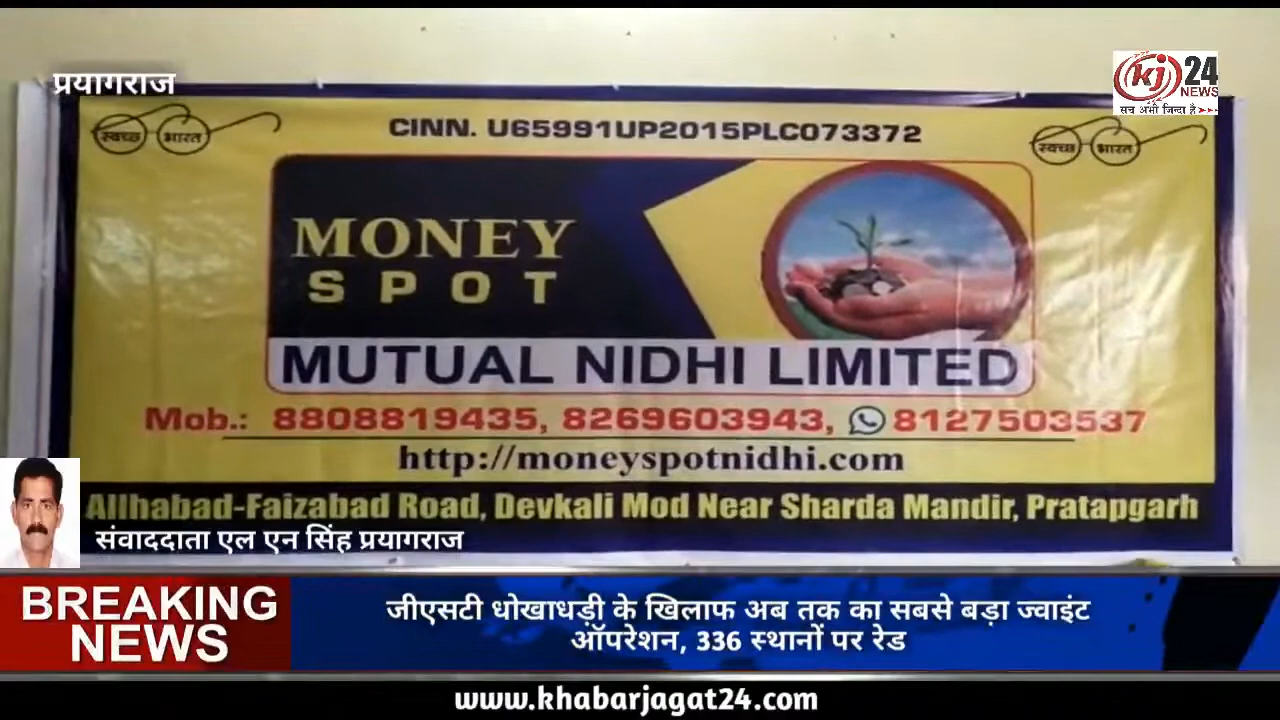 प्रयागराज
kj 24
NEWS
सच अभी जिन्दा है
स्वच्छ भारत
CINN. U65991UP2015PLC073372
स्वच्छ भारत
MONEY
SPOT
MUTUAL NIDHI LIMITED
Mob.: 8808819435, 8269603943, 8127503537
http://moneyspotnidhi.com
Allhabad-Faizabad Road, Devkali Mod Near Sharda Mandir, Pratapgarh
संवाददाता एल एन सिंह प्रयागराज
BREAKING
NEWS
जीएसटी धोखाधड़ी के खिलाफ अब तक का सबसे बड़ा ज्वाइंट
ऑपरेशन, 336 स्थानों पर रेड
www.khabarjagat24.com